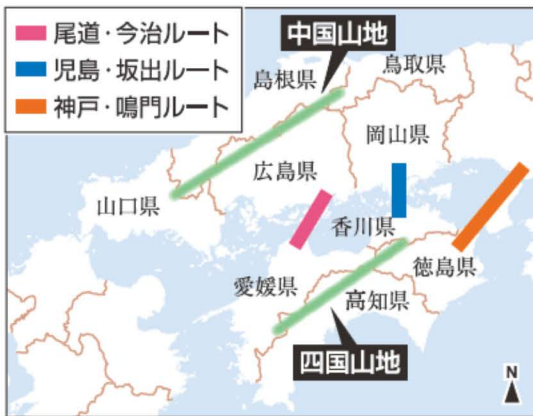 尾道・今治ルート
児島・坂出ルート
神戸・鳴門ルート
中国山地
鳥取県
島根県
岡山県
広島県
山口県
香川県
徳島県
愛媛県
高知県
四国山地
N